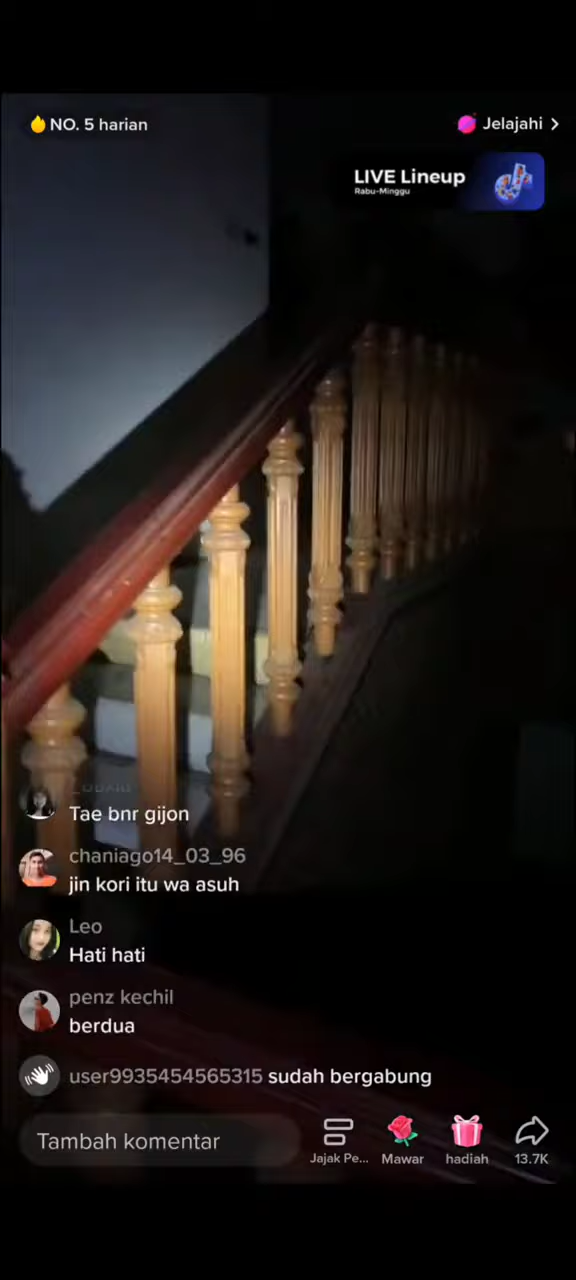 NO. 5 harian
Jelajahi
LIVE Lineup
Rabu-Minggu
Tae bnr gijon
chaniago14_03_96
jin kori itu wa asuh
Leo
Hati hati
penz kechil
berdua
user9935454565315 sudah bergabung
Tambah komentar
Jajak Pe...
Mawar
hadiah
13.7K